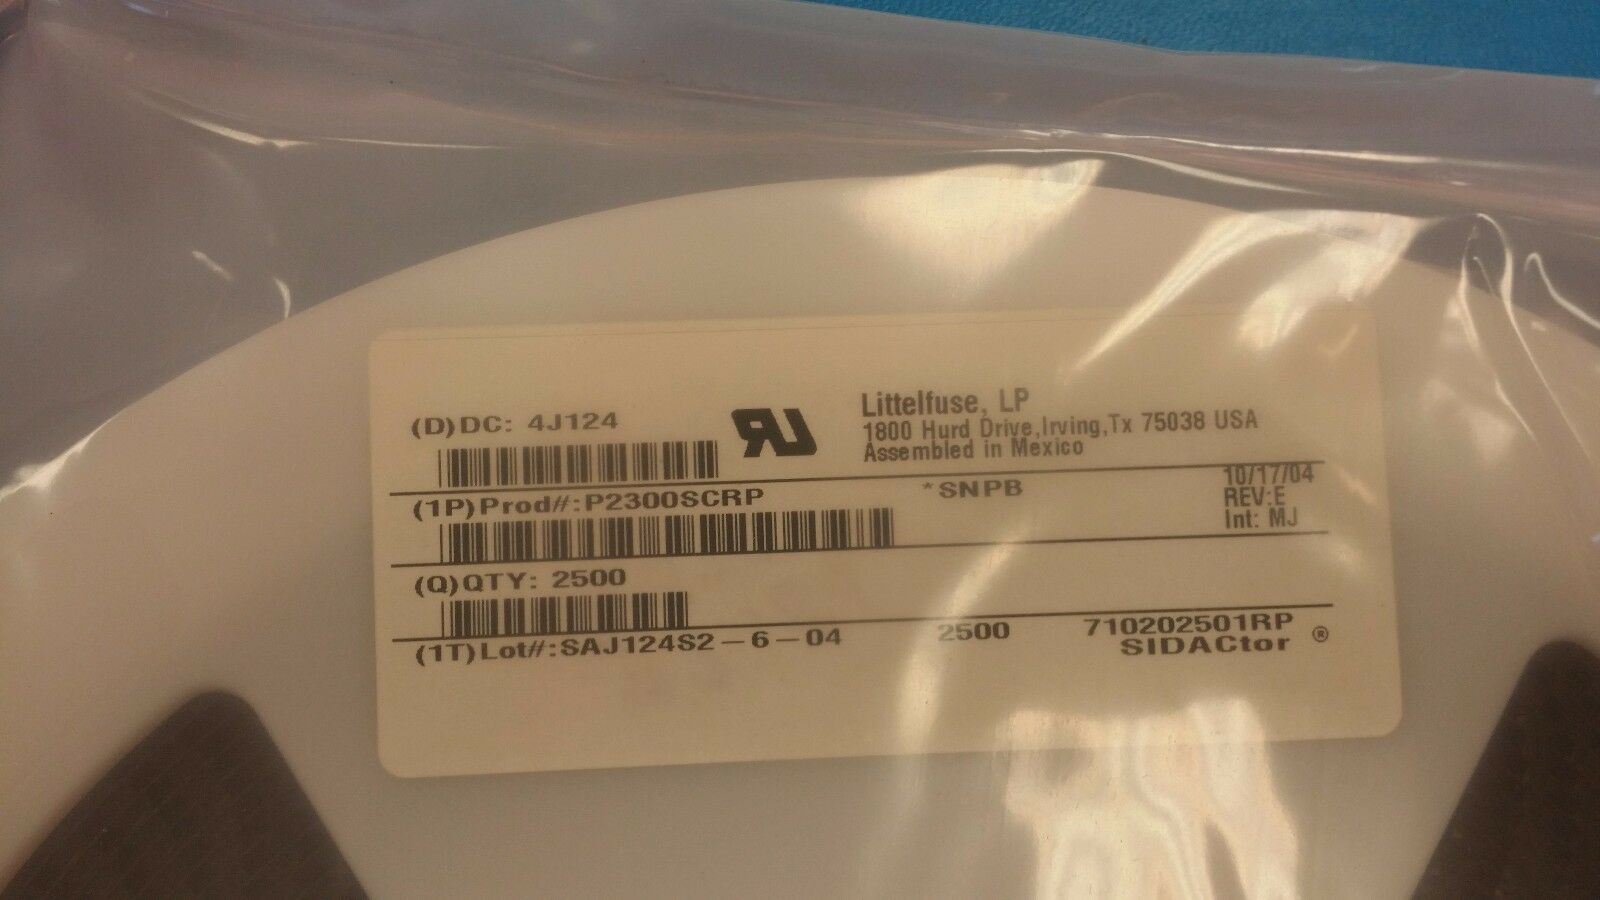 (D)DC: 4J124
Littelfuse, LP
1800 Hurd Drive,Irving,Tx 75038 USA
Assembled in Mexico
(1P)Prod#:P2300SCRP
*SNPB
10/17/04
REV:E
Int: MJ
(Q)QTY: 2500
(1T)Lot#:SAJ124S2-6-04
2500
710202501RP
SIDACtor ®